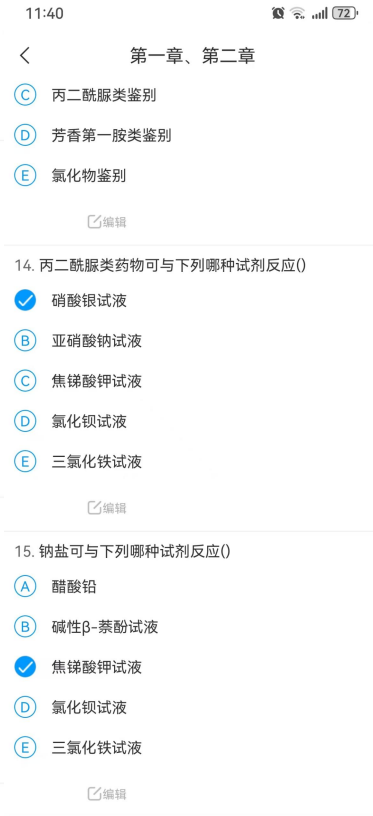 11:40
72
第一章、第二章
C 丙二酰脲类鉴别
D 芳香第一胺类鉴别
E 氯化物鉴别
编辑
14. 丙二酰脲类药物可与下列哪种试剂反应()
硝酸银试液
B 亚硝酸钠试液
C 焦锑酸钾试液
D 氯化钡试液
E 三氯化铁试液
编辑
15. 钠盐可与下列哪种试剂反应()
A 醋酸铅
B 碱性β-萘酚试液
焦锑酸钾试液
D 氯化钡试液
E 三氯化铁试液
编辑